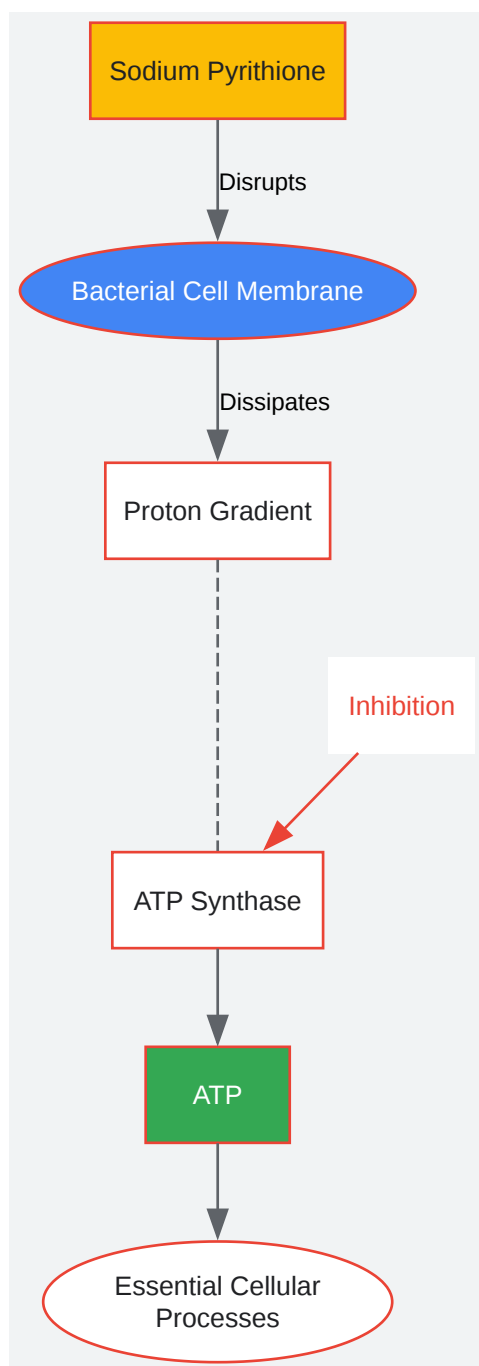 Sodium Pyrithione
Disrupts
Bacterial Cell Membrane
Dissipates
Proton Gradient
Inhibition
ATP Synthase
ATP
Essential Cellular
Processes